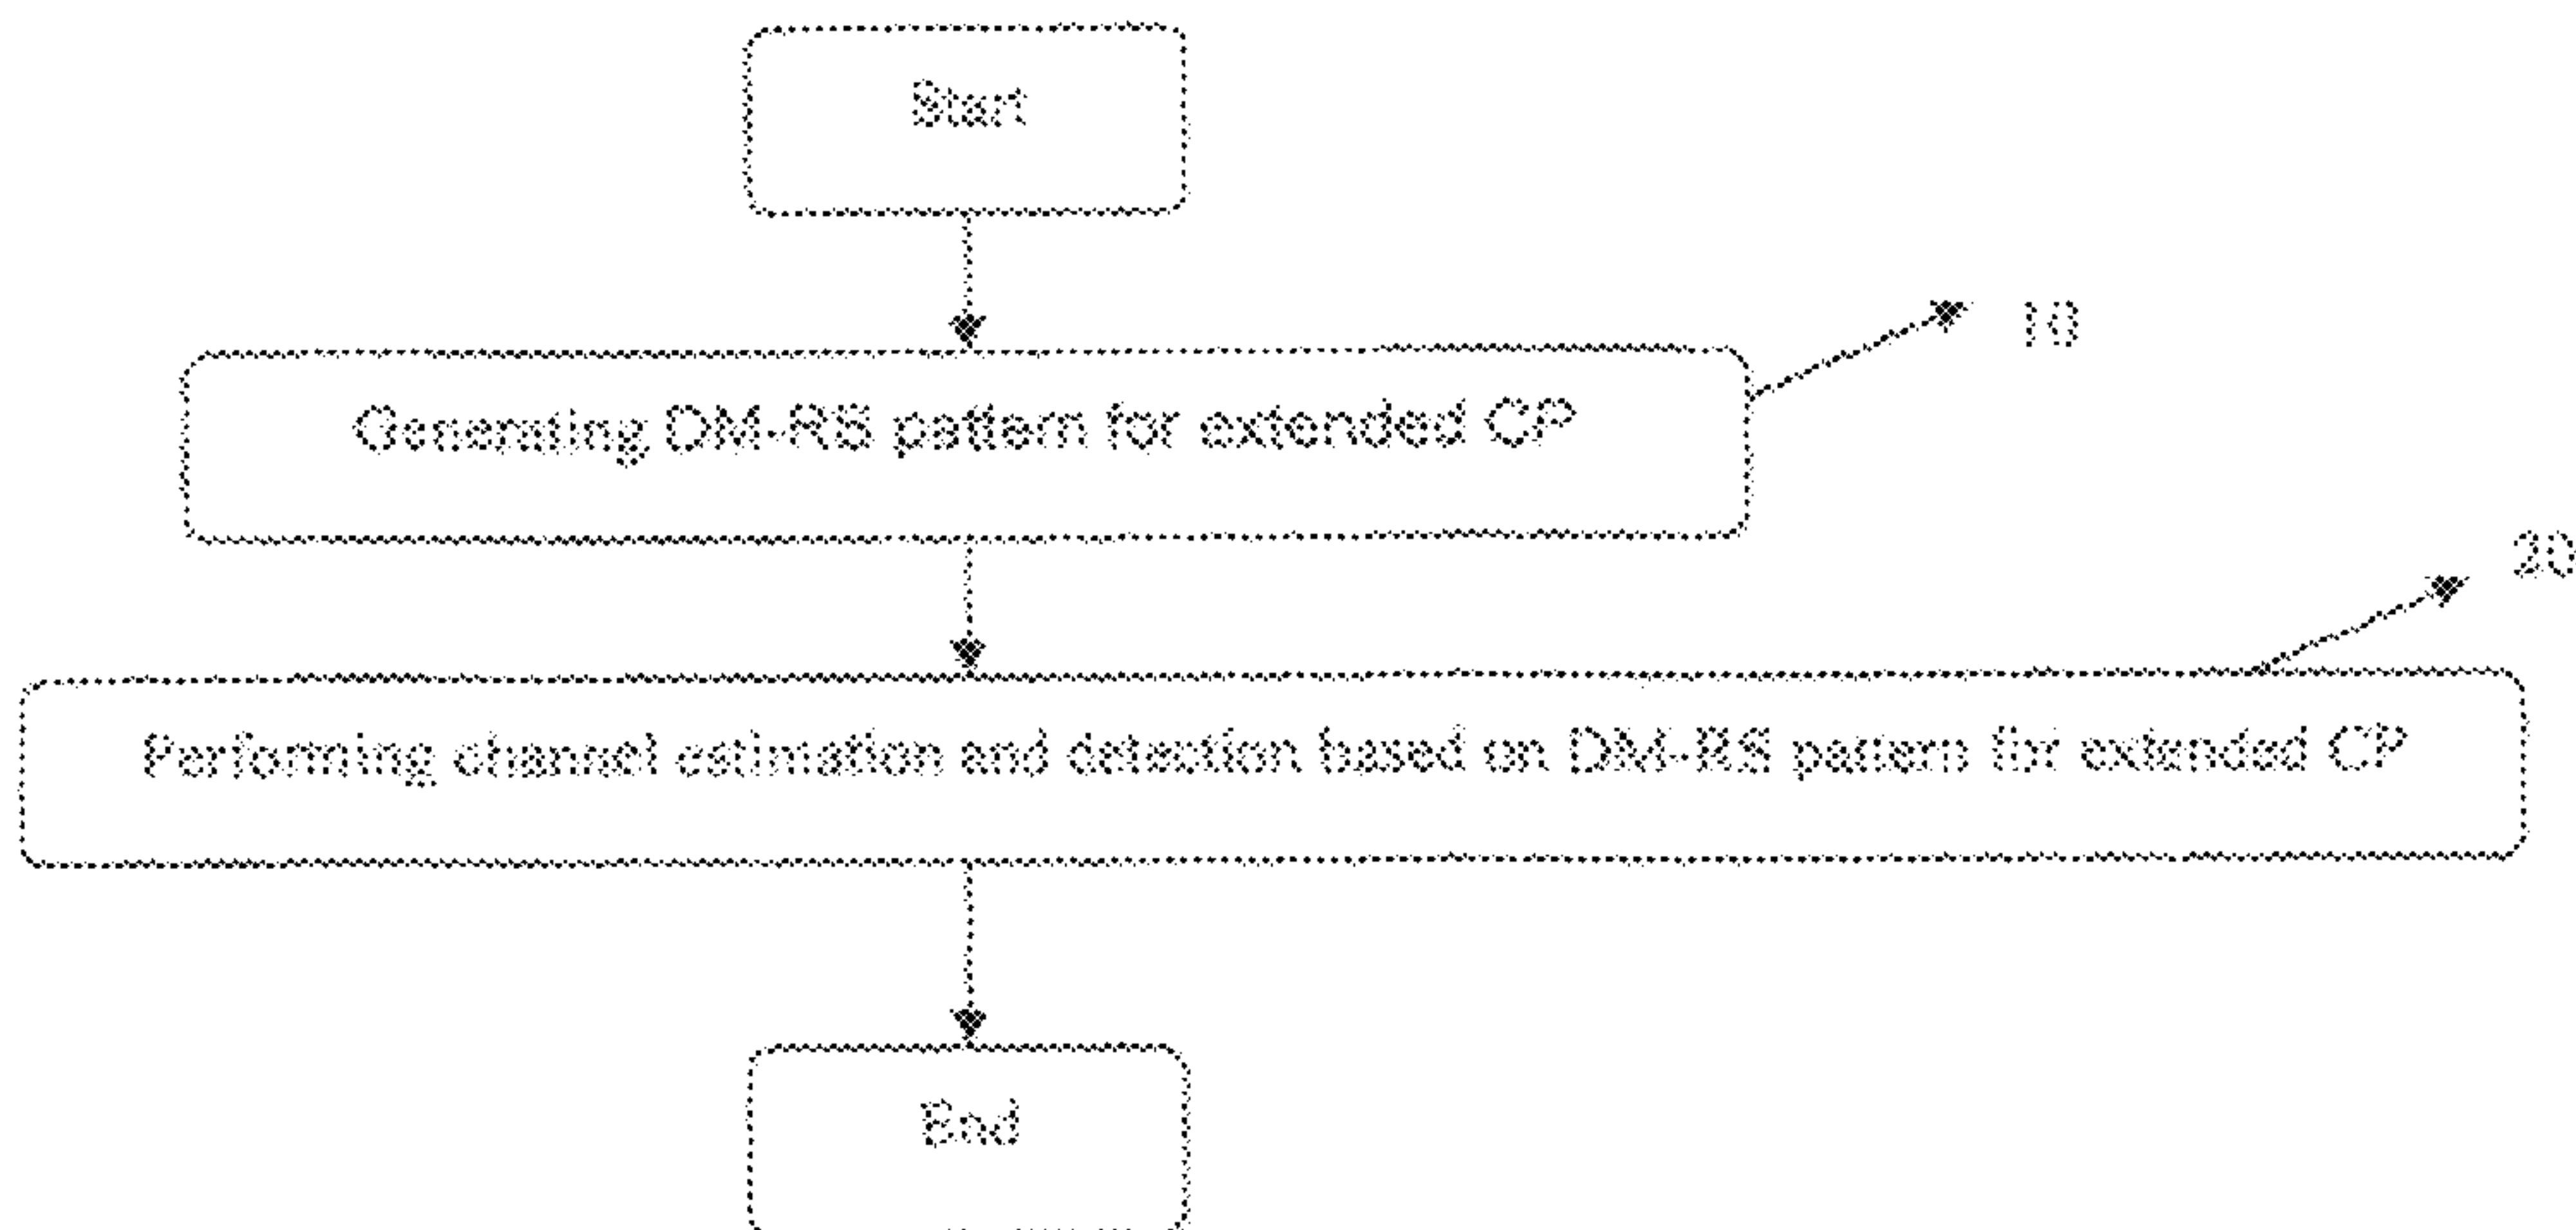 Start
10
Generating DM-RS pattern for extended CP
20
Performing channel estimation and detection based on DM-RS pattern for extended CP
End